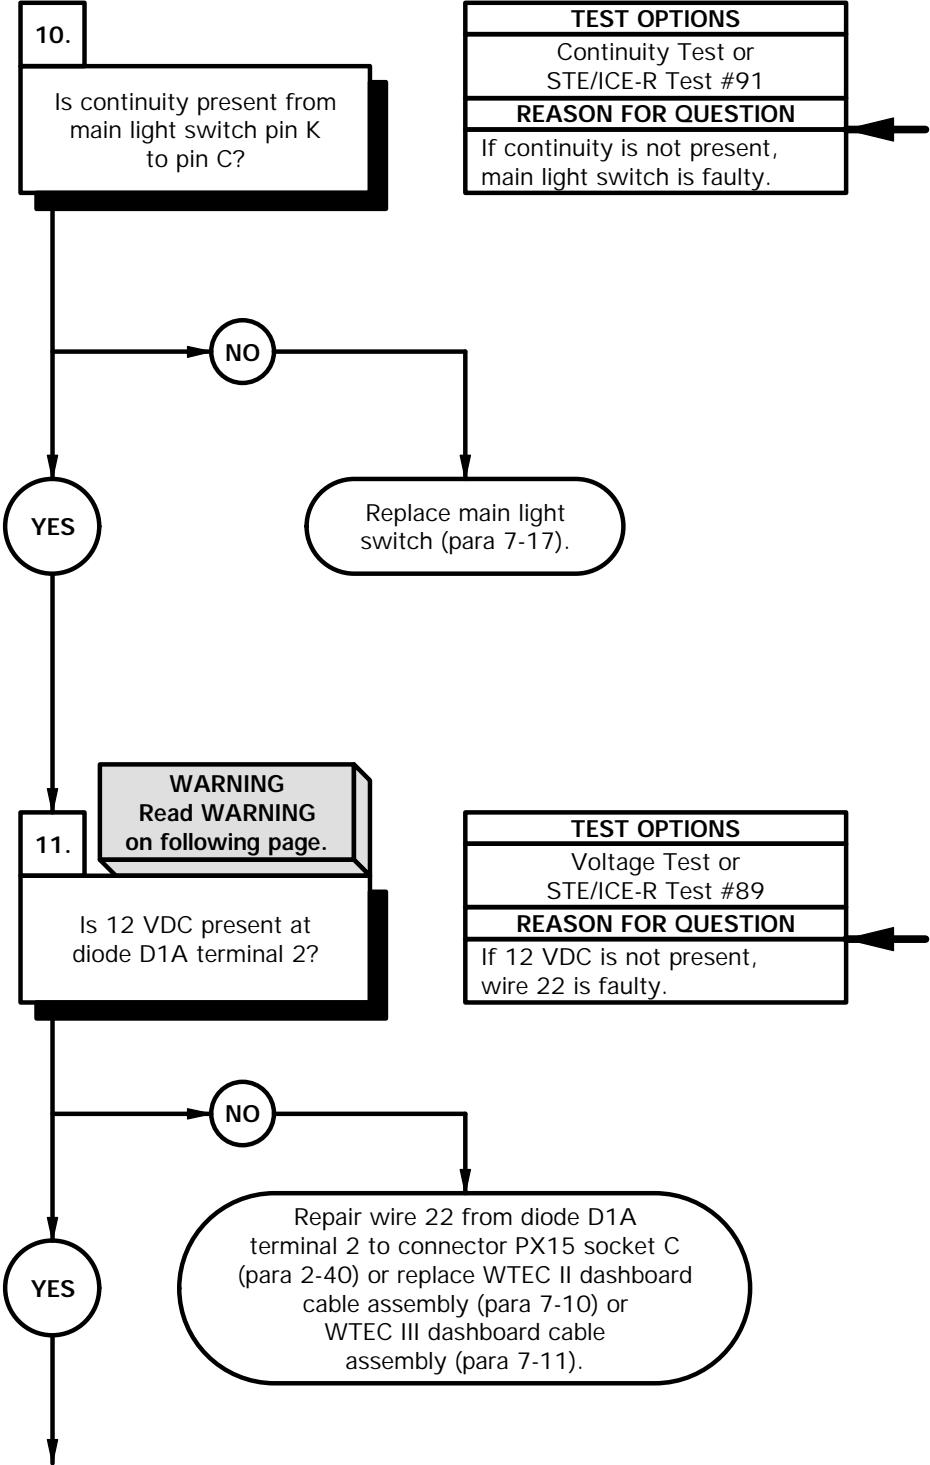 10.
Is continuity present from
main light switch pin K
to pin C?
TEST OPTIONS
Continuity Test or
STE/ICE-R Test #91
REASON FOR QUESTION
If continuity is not present,
main light switch is faulty.
NO
YES
Replace main light
switch (para 7-17).
WARNING
Read WARNING
on following page.
11.
Is 12 VDC present at
diode D1A terminal 2?
TEST OPTIONS
Voltage Test or
STE/ICE-R Test #89
REASON FOR QUESTION
If 12 VDC is not present,
wire 22 is faulty.
NO
YES
Repair wire 22 from diode D1A
terminal 2 to connector PX15 socket C
(para 2-40) or replace WTEC II dashboard
cable assembly (para 7-10) or
WTEC III dashboard cable
assembly (para 7-11).